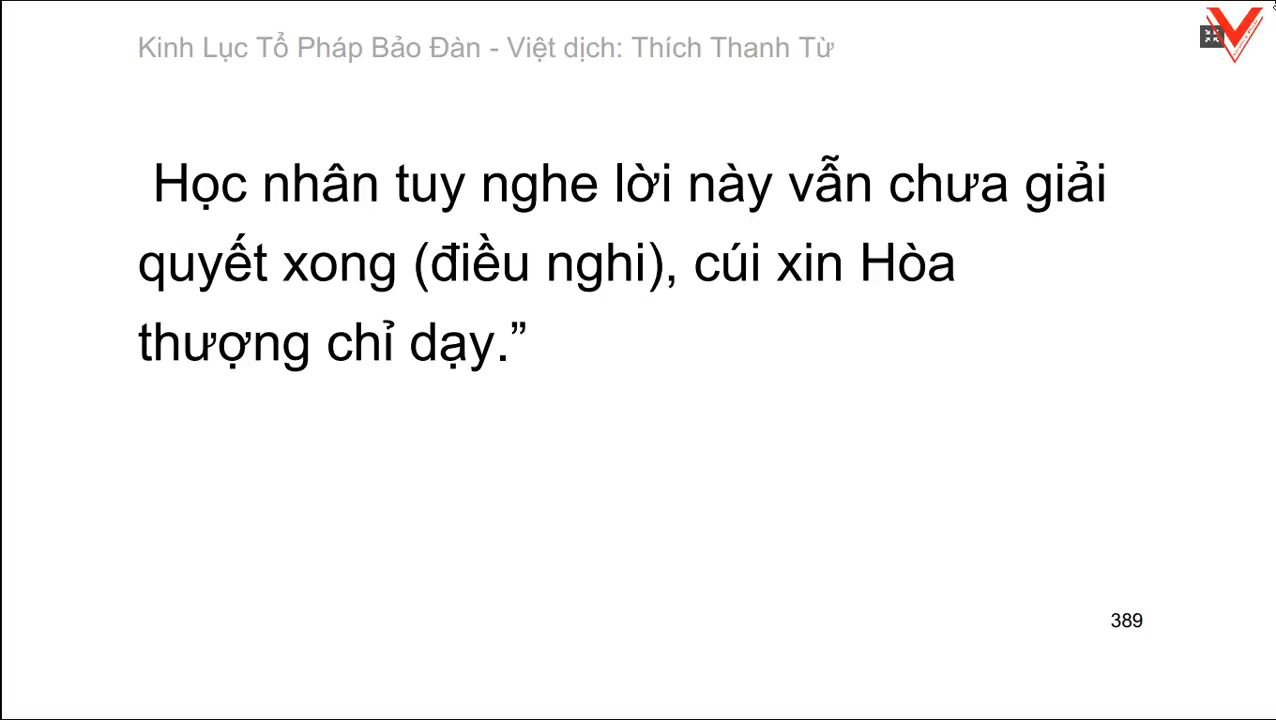 Kinh Lục Tổ Pháp Bảo Đàn - Việt dịch: Thích Thanh Từ
Học nhân tuy nghe lời này vẫn chưa giải
quyết xong (điều nghi), cúi xin Hòa
thượng chỉ dạy.”
389